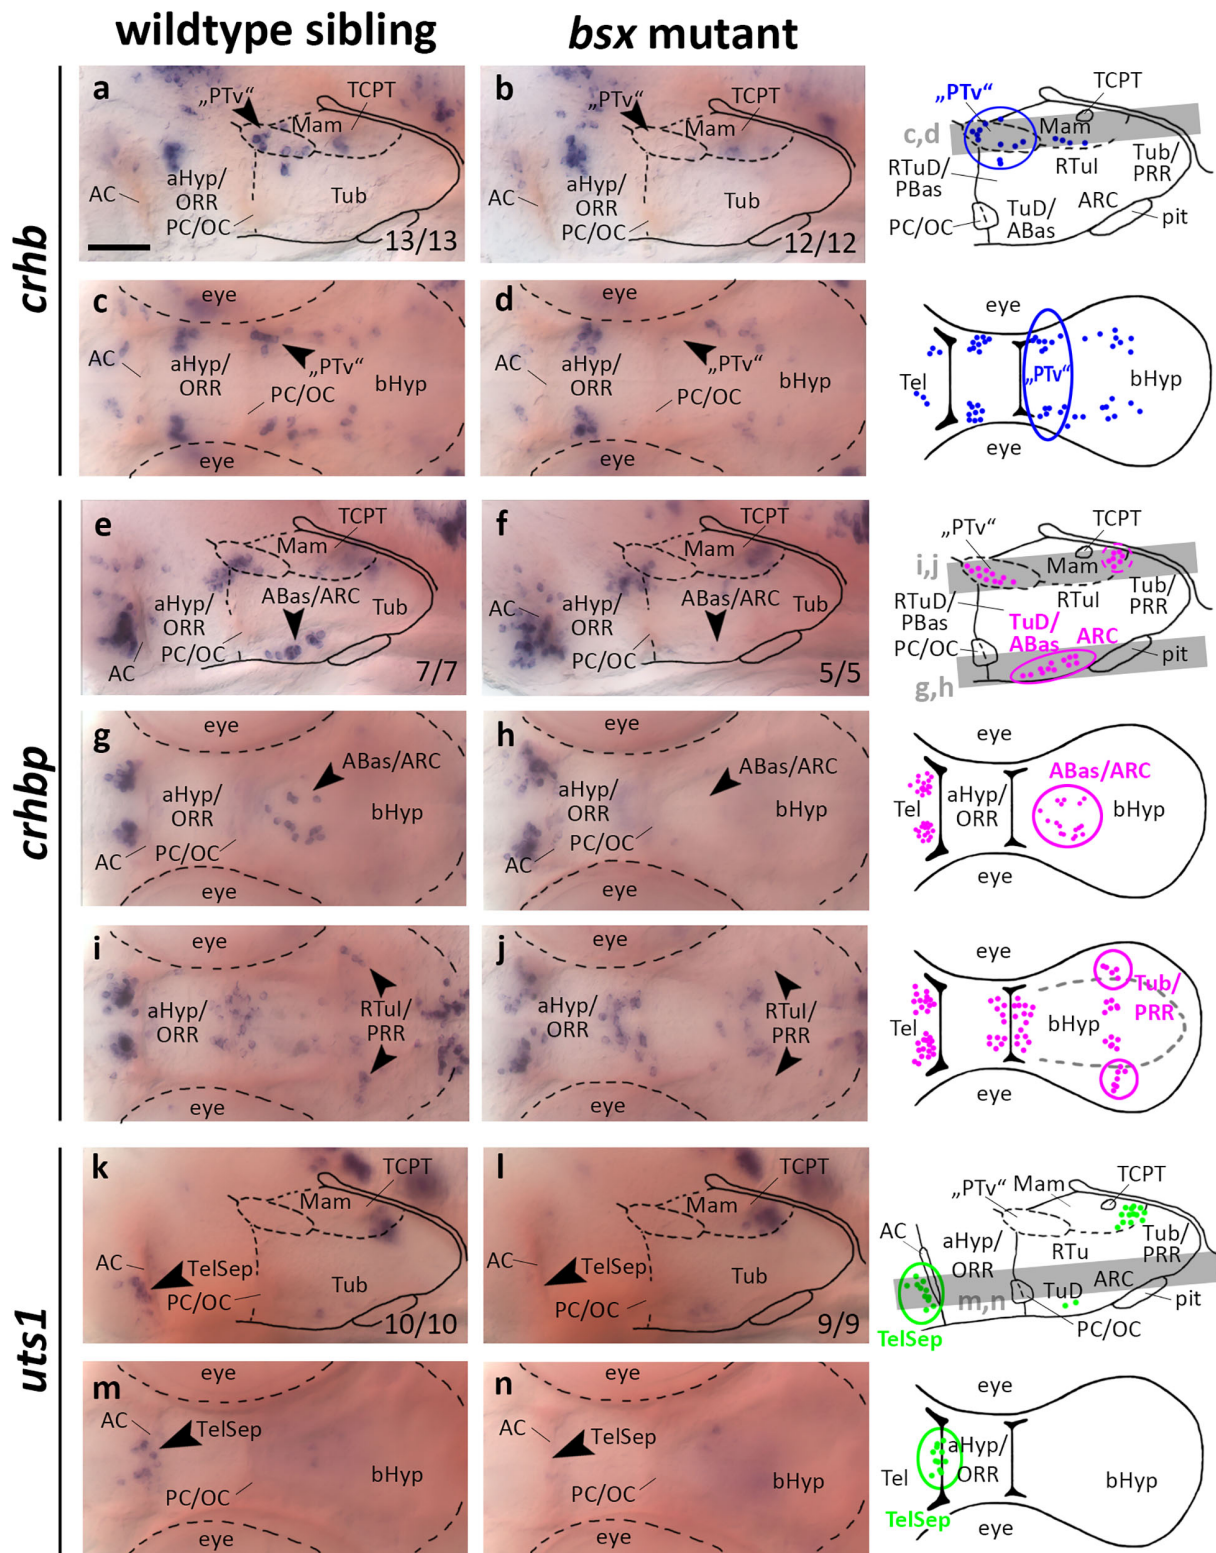 wildtype sibling
bsx mutant
crhb
a
„PTv“
TCPT
Mam
AC
aHyp/
ORR
PC/OC
Tub
13/13
b
„PTv“
TCPT
Mam
AC
aHyp/
ORR
PC/OC
Tub
12/12
„PTv“
TCPT
Mam
c,d
RTuD/
PBas
RTul
Tub/
PRR
ARC
PC/OC
TuD/
ABas
pit
c
eye
AC
aHyp/
ORR
„PTv“
PC/OC
bHyp
eye
d
eye
AC
aHyp/
ORR
„PTv“
PC/OC
bHyp
eye
eye
Tel
„PTv“
bHyp
eye
crhbp
e
TCPT
Mam
aHyp/
ORR
ABas/ARC
Tub
PC/OC
AC
7/7
f
TCPT
Mam
AC
aHyp/
ORR
ABas/ARC
Tub
PC/OC
5/5
„PTv“
TCPT
i,j
Mam
RTuD/
PBas
RTul
Tub/
PRR
TuD/
ABas
ARC
PC/OC
pit
g,h
g
eye
ABas/ARC
aHyp/
ORR
bHyp
PC/OC
AC
eye
h
eye
ABas/ARC
aHyp/
ORR
bHyp
PC/OC
AC
eye
eye
ABas/ARC
Tel
aHyp/
ORR
bHyp
eye
i
eye
aHyp/
ORR
RTul/
PRR
eye
j
eye
aHyp/
ORR
RTul/
PRR
eye
eye
Tel
bHyp
Tub/
PRR
eye
uts1
k
TCPT
Mam
AC
TelSep
PC/OC
Tub
10/10
l
TCPT
Mam
AC
TelSep
PC/OC
Tub
9/9
„PTv“
Mam
TCPT
AC
aHyp/
ORR
RTu
Tub/
PRR
ARC
m,n
TuD
pit
PC/OC
TelSep
m
eye
AC
TelSep
PC/OC
bHyp
eye
n
eye
AC
TelSep
PC/OC
bHyp
eye
eye
aHyp/
ORR
Tel
bHyp
TelSep
eye